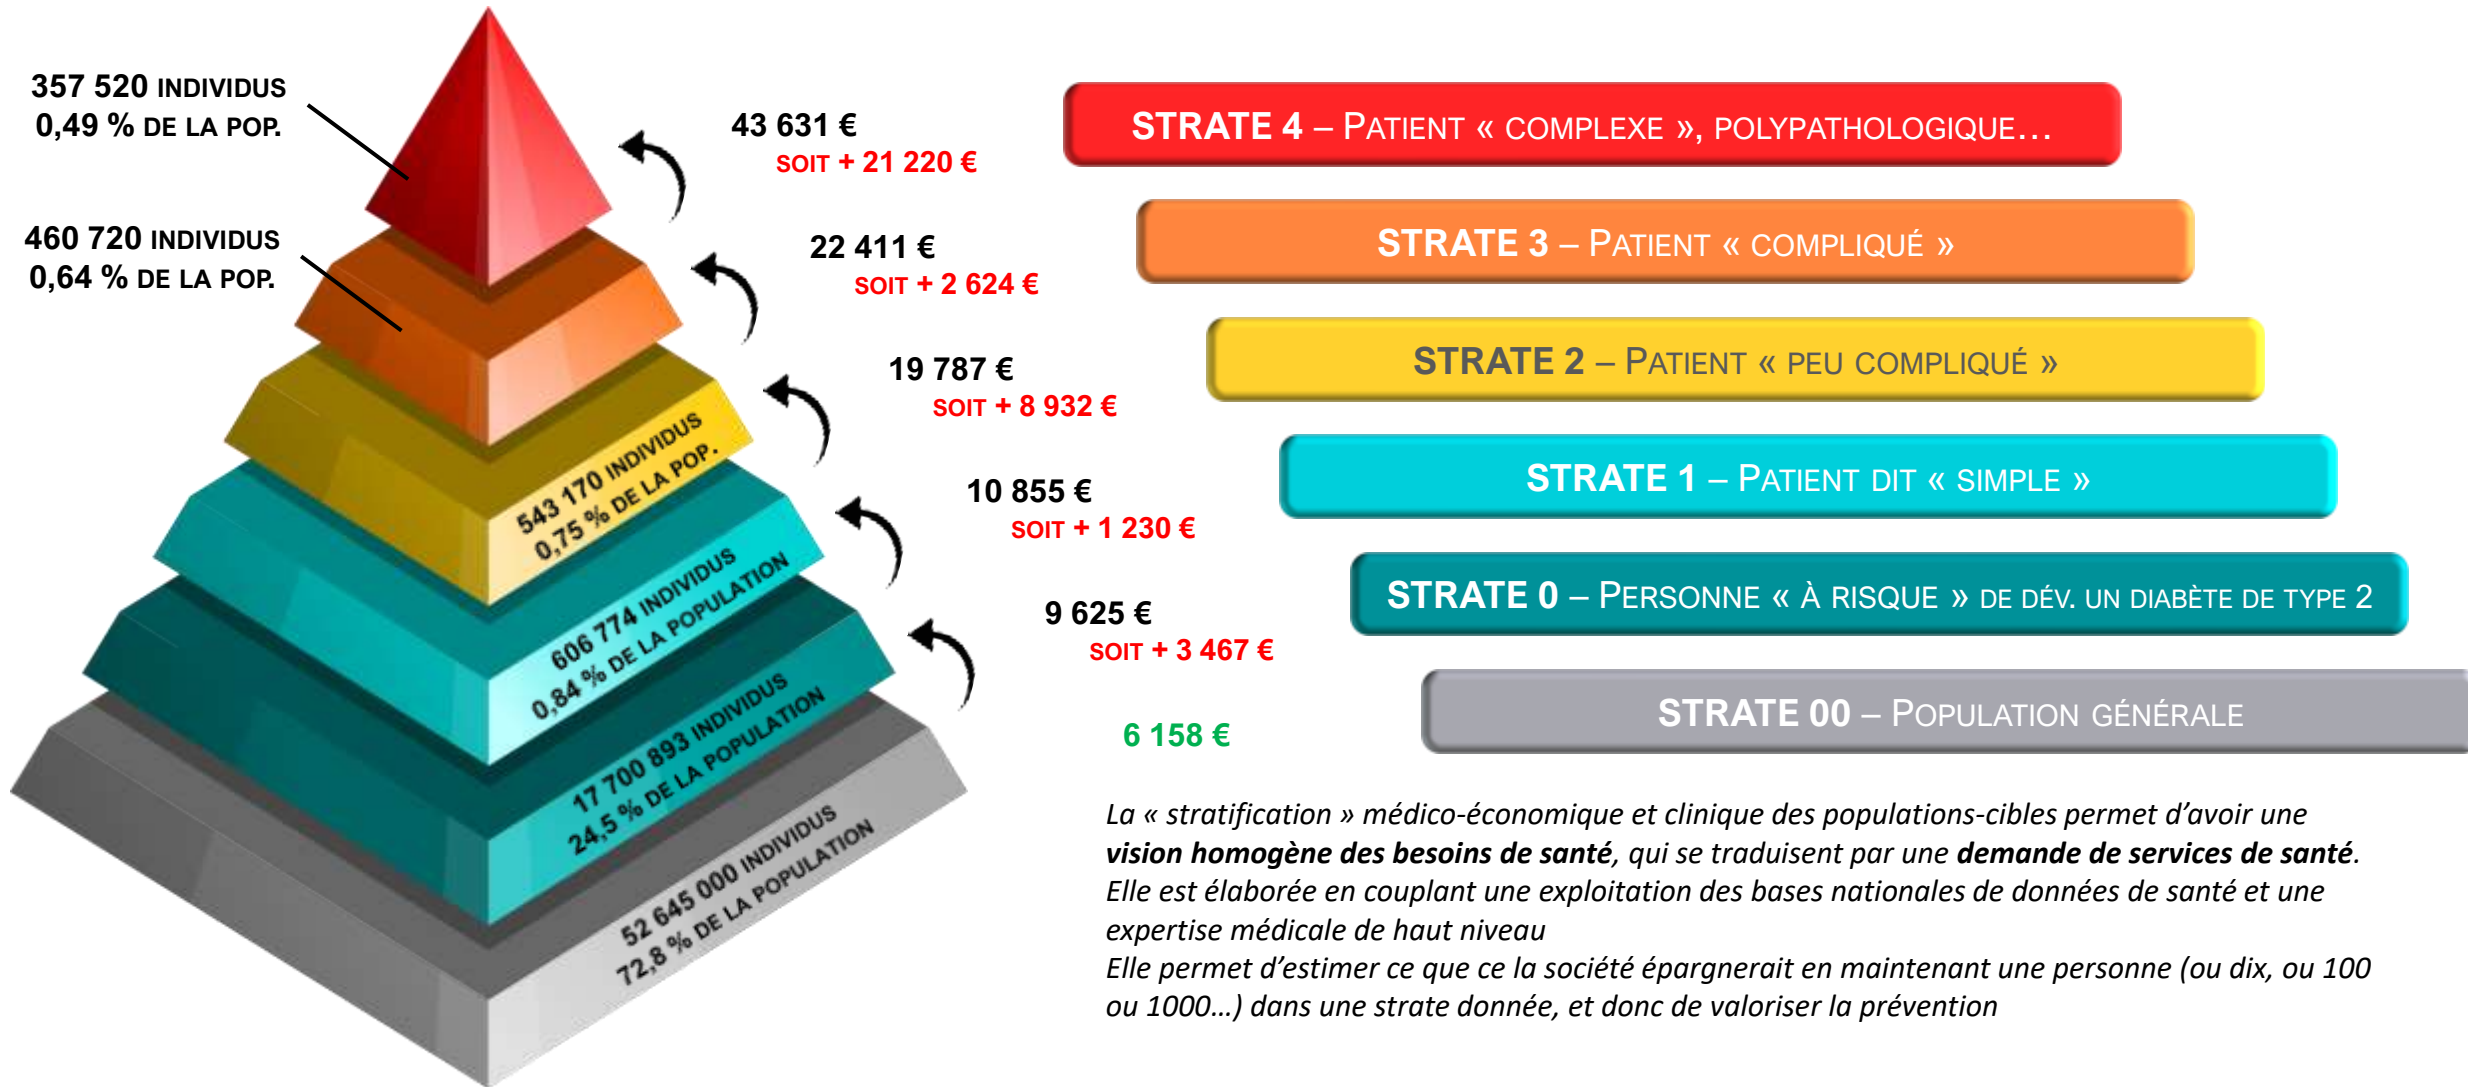 357 520 INDIVIDUS
0,49 % DE LA POP.
43 631 €
SOIT + 21 220 €
STRATE 4 – PATIENT « COMPLEXE », POLYPATHOLOGIQUE…
460 720 INDIVIDUS
0,64 % DE LA POP.
22 411 €
SOIT + 2 624 €
STRATE 3 – PATIENT « COMPLIQUÉ »
543 170 INDIVIDUS
0,75 % DE LA POP.
19 787 €
SOIT + 8 932 €
STRATE 2 – PATIENT « PEU COMPLIQUÉ »
606 774 INDIVIDUS
0,84 % DE LA POPULATION
10 855 €
SOIT + 1 230 €
STRATE 1 – PATIENT DIT « SIMPLE »
17 700 893 INDIVIDUS
24,5 % DE LA POPULATION
9 625 €
SOIT + 3 467 €
STRATE 0 – PERSONNE « À RISQUE » DE DÉV. UN DIABÈTE DE TYPE 2
52 645 000 INDIVIDUS
72,8 % DE LA POPULATION
6 158 €
STRATE 00 – POPULATION GÉNÉRALE
La « stratification » médico-économique et clinique des populations-cibles permet d’avoir une
vision homogène des besoins de santé, qui se traduisent par une demande de services de santé.
Elle est élaborée en couplant une exploitation des bases nationales de données de santé et une
expertise médicale de haut niveau
Elle permet d’estimer ce que ce la société épargnerait en maintenant une personne (ou dix, ou 100
ou 1000…) dans une strate donnée, et donc de valoriser la prévention